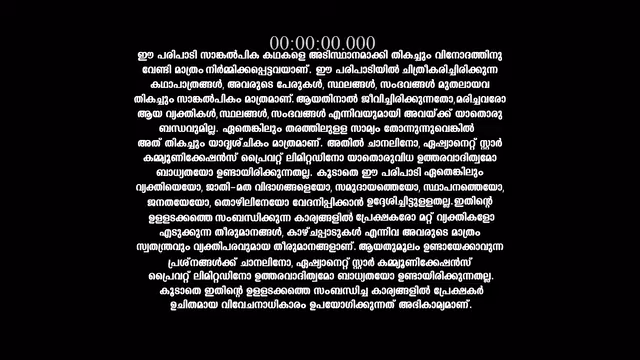 00:00:00.000
ഈ പരിപാടി സാങ്കൽപിക കഥകളെ അടിസ്ഥാനമാക്കി തികച്ചും വിനോദത്തിനു
വേണ്ടി മാത്രം നിർമ്മിക്കപ്പെട്ടവയാണ്. ഈ പരിപാടിയിൽ ചിത്രീകരിച്ചിരിക്കുന്ന
കഥാപാത്രങ്ങൾ, അവരുടെ പേരുകൾ, സ്ഥലങ്ങൾ, സംഭവങ്ങൾ മുതലായവ
തികച്ചും സാങ്കൽപികം മാത്രമാണ്. ആയതിനാൽ ജീവിച്ചിരിക്കുന്നതോ, മരിച്ചവരോ
ആയ വ്യക്തികൾ, സ്ഥലങ്ങൾ, സംഭവങ്ങൾ എന്നിവയുമായി അവയ്ക്ക് യാതൊരു
ബന്ധവുമില്ല. ഏതെങ്കിലും തരത്തിലുളള സാമ്യം തോന്നുന്നുവെങ്കിൽ
അത് തികച്ചും യാദൃശ്ചികം മാത്രമാണ്. അതിൽ ചാനലിനോ, ഏഷ്യാനെറ്റ് സ്റ്റാർ
കമ്മ്യൂണിക്കേഷൻസ് പ്രൈവറ്റ് ലിമിറ്റഡിനോ യാതൊരുവിധ ഉത്തരവാദിത്വമോ
ബാധ്യതയോ ഉണ്ടായിരിക്കുന്നതല്ല. കൂടാതെ ഈ പരിപാടി ഏതെങ്കിലും
വ്യക്തിയെയോ, ജാതി-മത വിഭാഗങ്ങളെയോ, സമുദായത്തെയോ, സ്ഥാപനത്തെയോ,
ജനതയേയോ, തൊഴിലിനേയോ വേദനിപ്പിക്കാൻ ഉദ്ദേശിച്ചിട്ടുളളതല്ല. ഇതിന്റെ
ഉളളടക്കത്തെ സംബന്ധിക്കുന്ന കാര്യങ്ങളിൽ പ്രേക്ഷകരോ മറ്റ് വ്യക്തികളോ
എടുക്കുന്ന തീരുമാനങ്ങൾ, കാഴ്ചപ്പാടുകൾ എന്നിവ അവരുടെ മാത്രം
സ്വതന്ത്രവും വ്യക്തിപരവുമായ തീരുമാനങ്ങളാണ്. ആയതുമൂലം ഉണ്ടായേക്കാവുന്ന
പ്രശ്നങ്ങൾക്ക് ചാനലിനോ, ഏഷ്യാനെറ്റ് സ്റ്റാർ കമ്മ്യൂണിക്കേഷൻസ്
പ്രൈവറ്റ് ലിമിറ്റഡിനോ ഉത്തരവാദിത്വമോ ബാധ്യതയോ ഉണ്ടായിരിക്കുന്നതല്ല.
കൂടാതെ ഇതിന്റെ ഉളളടക്കത്തെ സംബന്ധിച്ച കാര്യങ്ങളിൽ പ്രേക്ഷകർ
ഉചിതമായ വിവേചനാധികാരം ഉപയോഗിക്കുന്നത് അഭികാമ്യമാണ്.